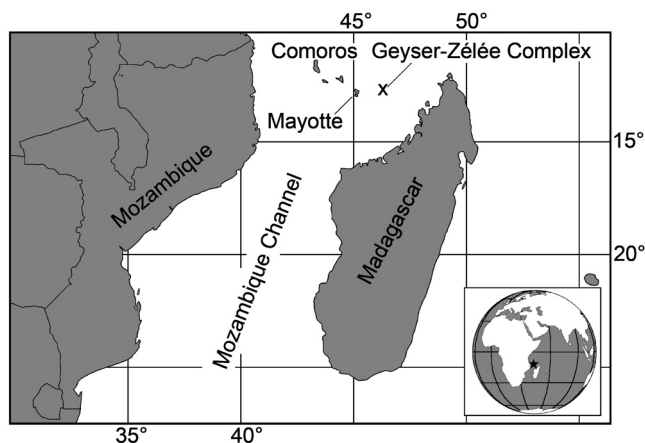 45°
50°
Comoros
Geyser-Zélée Complex
x
Mayotte
15°
Mozambique
Mozambique Channel
Madagascar
20°
35°
40°